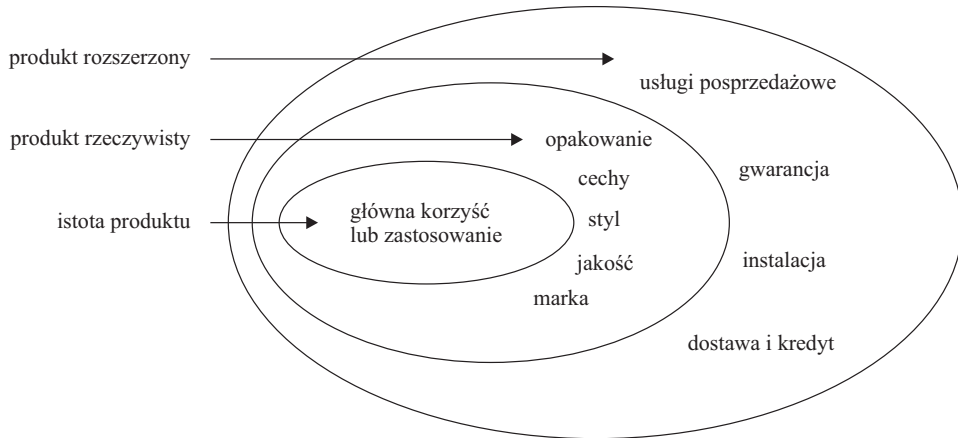 produkt rozszerzony
usługi posprzedażowe
produkt rzeczywisty
opakowanie
gwarancja
cechy
istota produktu
główna korzyść
lub zastosowanie
styl
jakość
instalacja
marka
dostawa i kredyt